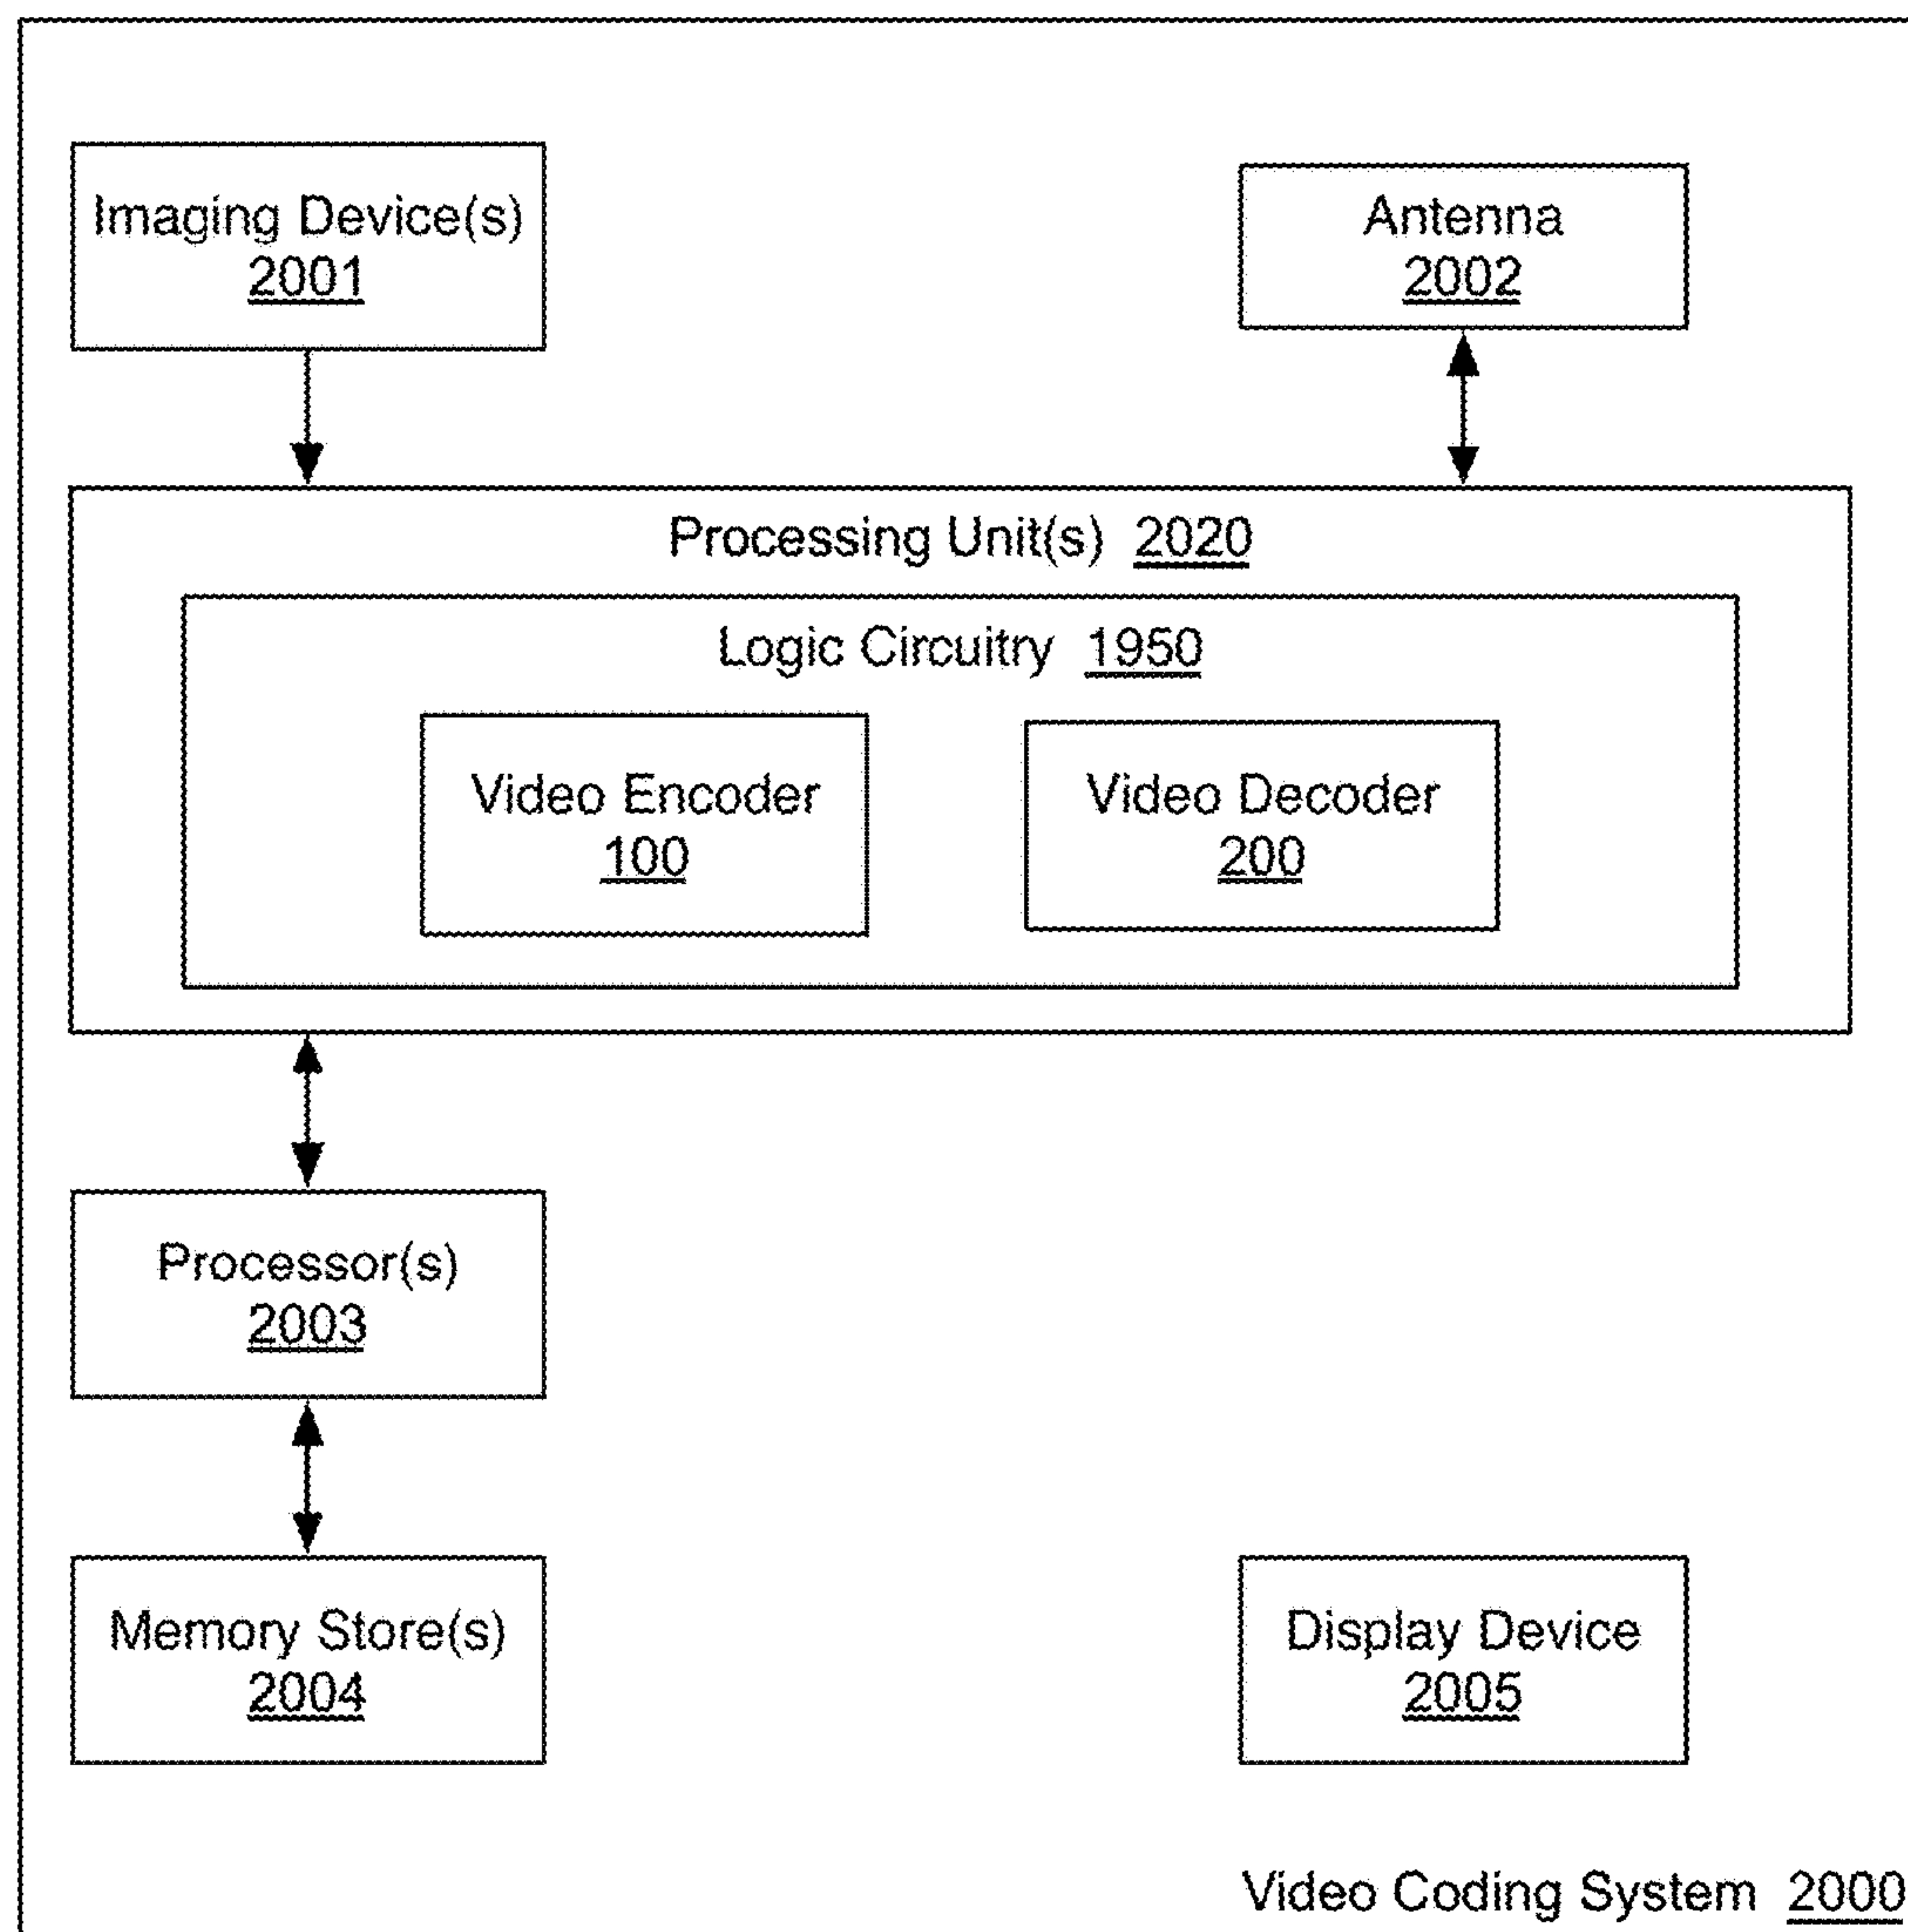 Imaging Device(s)
2001
Antenna
2002
Processing Unit(s) 2020
Logic Circuitry 1950
Video Encoder
100
Video Decoder
200
Processor(s)
2003
Memory Store(s)
2004
Display Device
2005
Video Coding System 2000